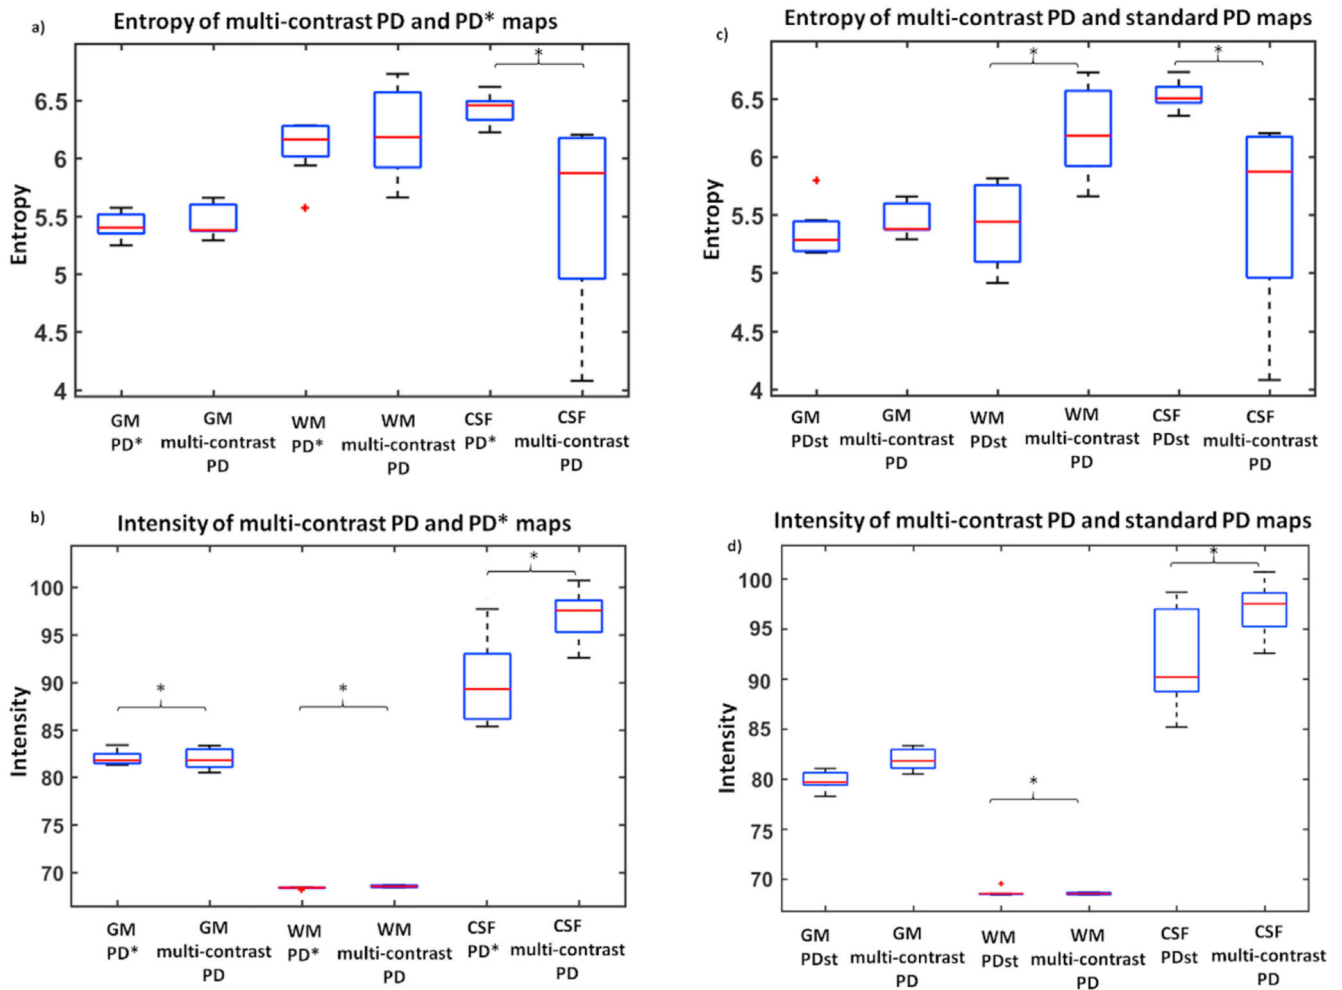 a)
Entropy of multi-contrast PD and PD* maps
Entropy
6.5
6
5.5
5
4.5
4
*
GM
PD*
GM
multi-contrast
PD
WM
PD*
WM
multi-contrast
PD
CSF
PD*
CSF
multi-contrast
PD
c)
Entropy of multi-contrast PD and standard PD maps
Entropy
6.5
6
5.5
5
4.5
4
*
*
GM
PDst
GM
multi-contrast
PD
WM
PDst
WM
multi-contrast
PD
CSF
PDst
CSF
multi-contrast
PD
b)
Intensity of multi-contrast PD and PD* maps
Intensity
100
95
90
85
80
75
70
*
*
*
GM
PD*
GM
multi-contrast
PD
WM
PD*
WM
multi-contrast
PD
CSF
PD*
CSF
multi-contrast
PD
d)
Intensity of multi-contrast PD and standard PD maps
Intensity
100
95
90
85
80
75
70
*
*
GM
PDst
GM
multi-contrast
PD
WM
PDst
WM
multi-contrast
PD
CSF
PDst
CSF
multi-contrast
PD